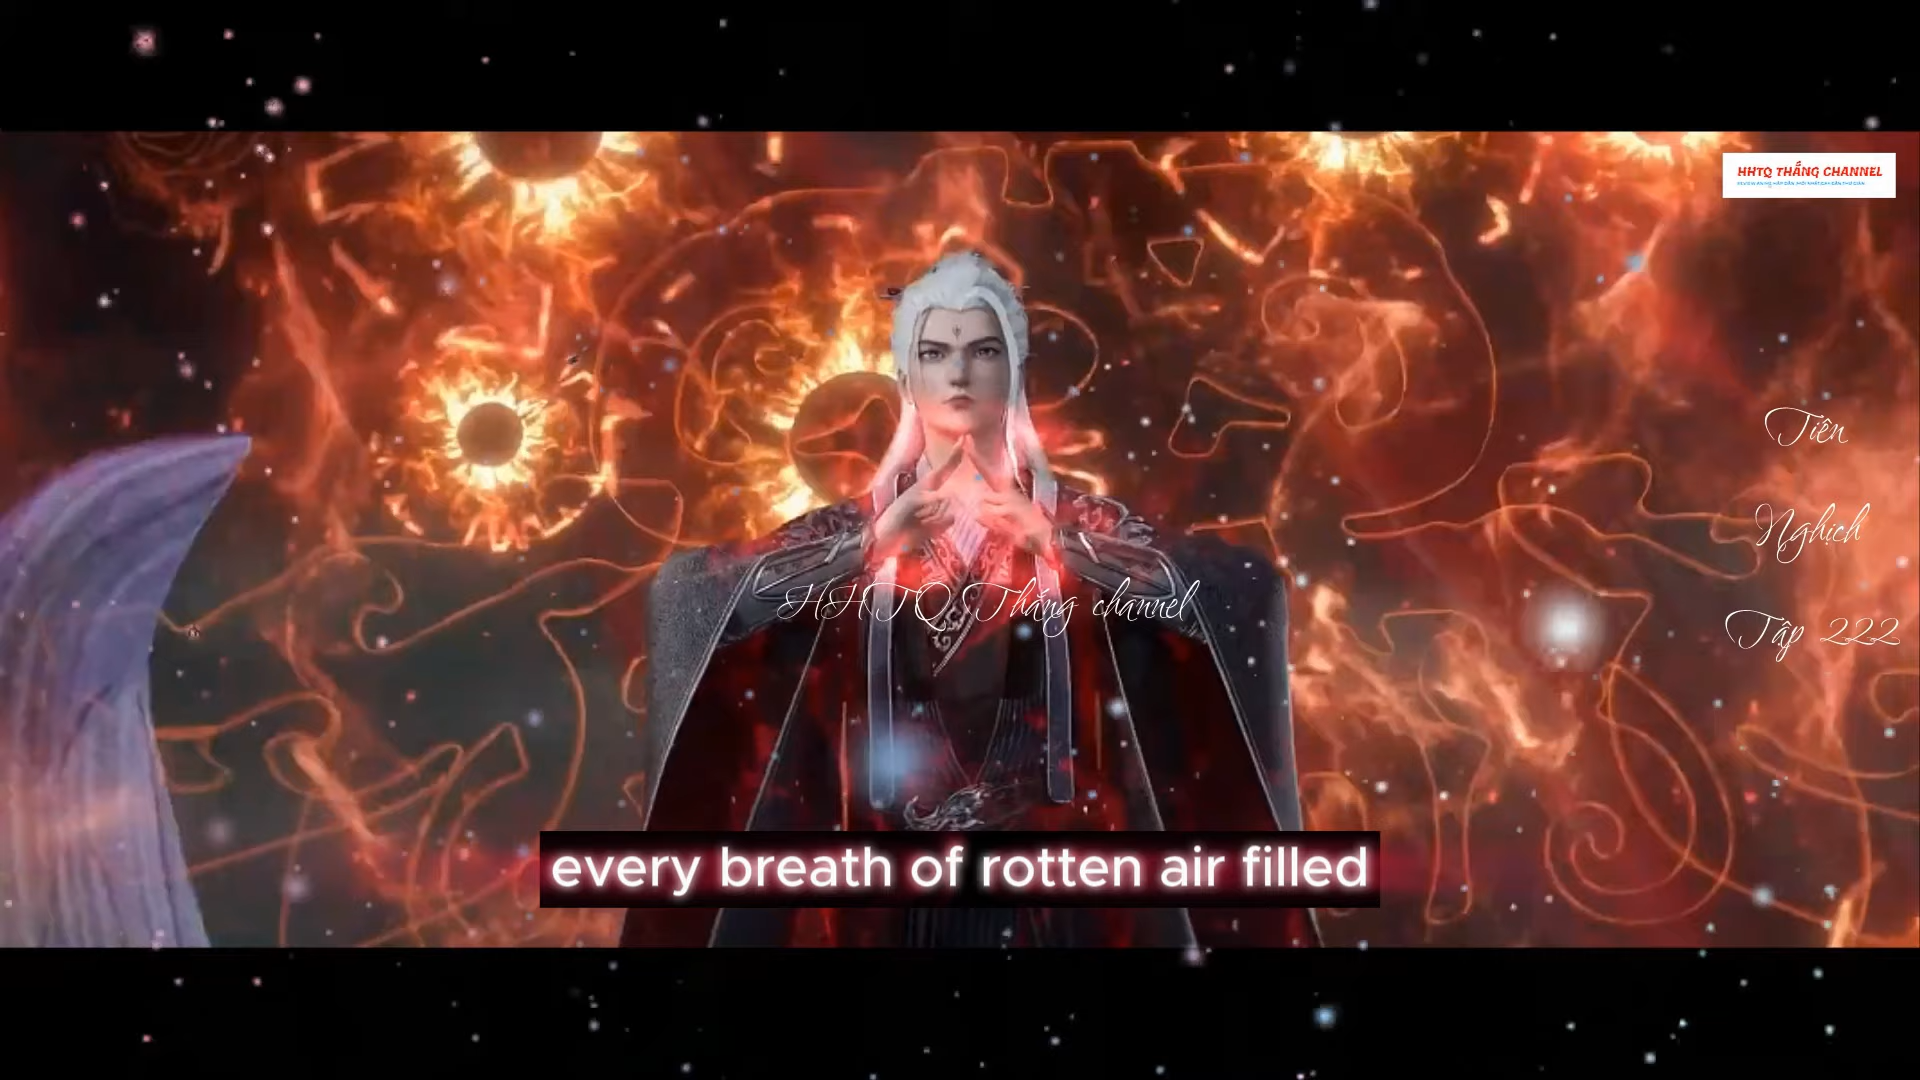 HHTQ THẮNG CHANNEL
Tiên
Nghịch
Tập 222
HHTQ Thắng channel
every breath of rotten air filled